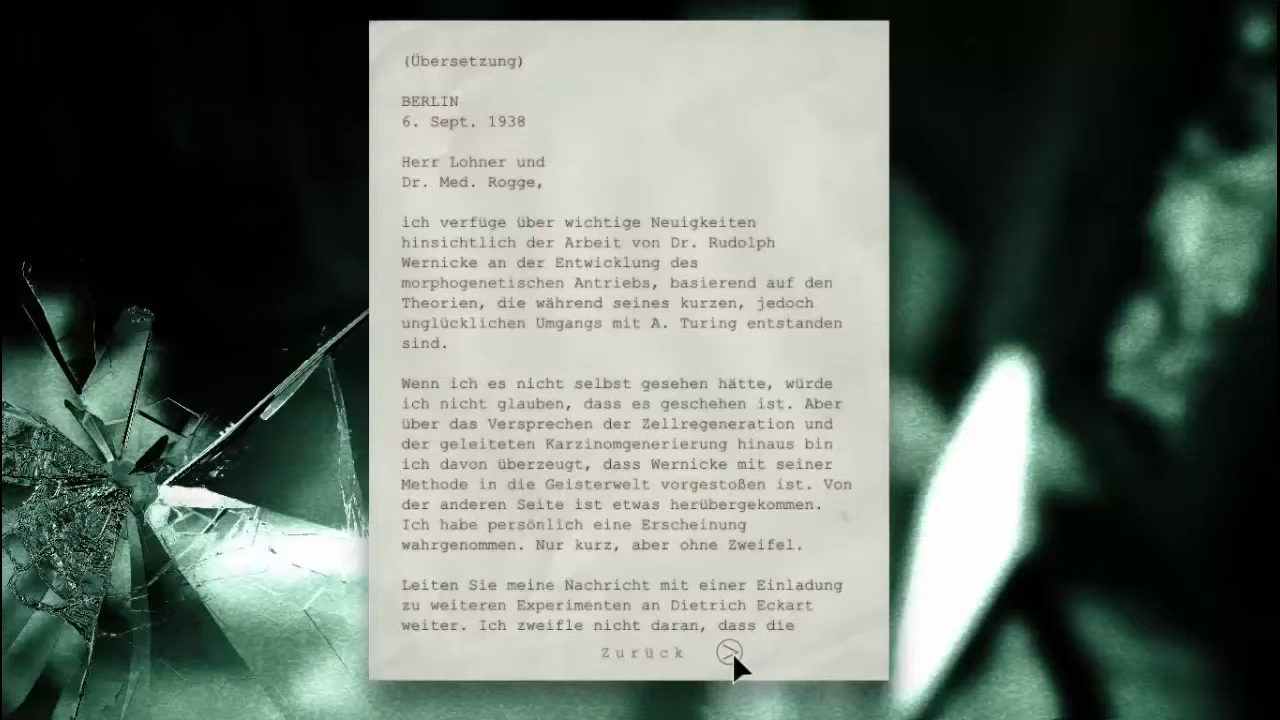 (Übersetzung)
BERLIN
6. Sept. 1938
Herr Lohner und
Dr. Med. Rogge,
ich verfüge über wichtige Neuigkeiten
hinsichtlich der Arbeit von Dr. Rudolph
Wernicke an der Entwicklung des
morphogenetischen Antriebs, basierend auf den
Theorien, die während seines kurzen, jedoch
unglücklichen Umgangs mit A. Turing entstanden
sind.
Wenn ich es nicht selbst gesehen hätte, würde
ich nicht glauben, dass es geschehen ist. Aber
über das Versprechen der Zellregeneration und
der geleiteten Karzinomgenerierung hinaus bin
ich davon überzeugt, dass Wernicke mit seiner
Methode in die Geisterwelt vorgestoßen ist. Von
der anderen Seite ist etwas herübergekommen.
Ich habe persönlich eine Erscheinung
wahrgenommen. Nur kurz, aber ohne Zweifel.
Leiten Sie meine Nachricht mit einer Einladung
zu weiteren Experimenten an Dietrich Eckart
weiter. Ich zweifle nicht daran, dass die
Zurück